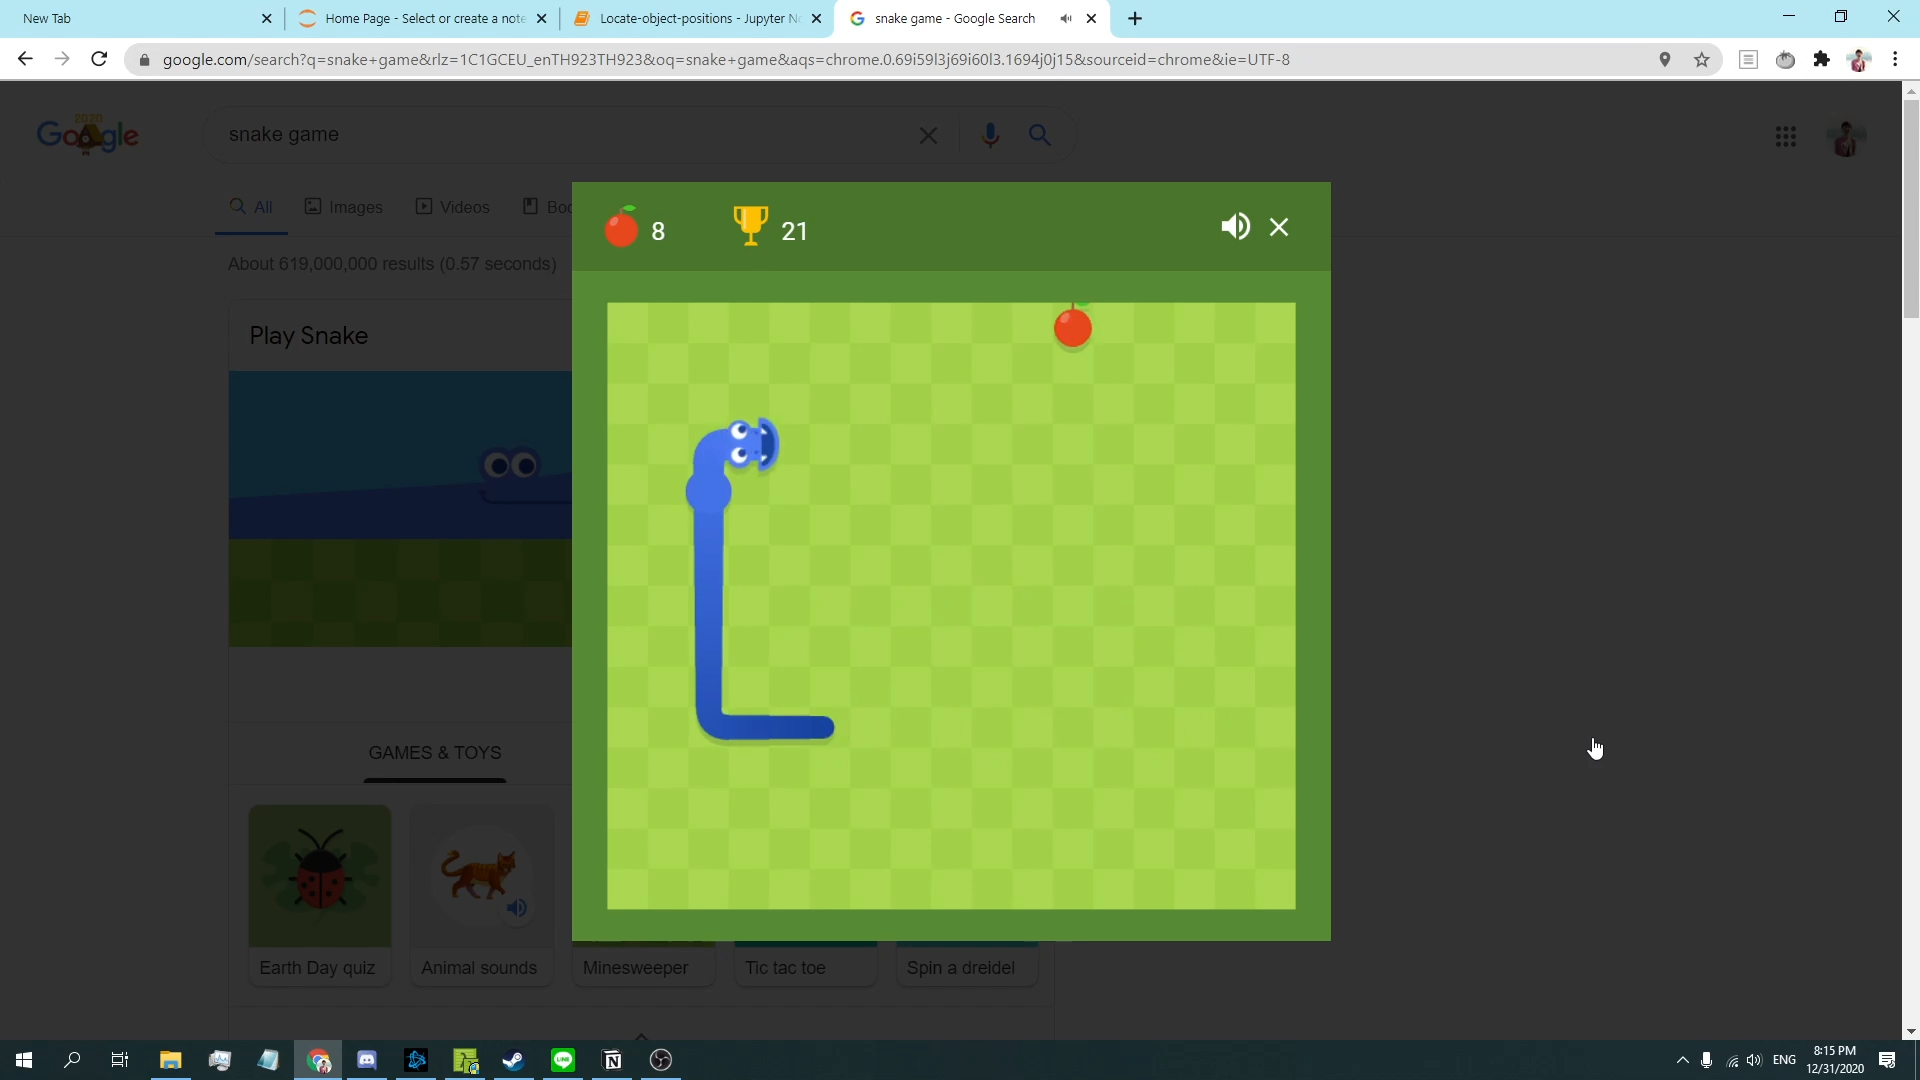 New Tab
Home Page - Select or create a note
Locate-object-positions - Jupyter No
snake game - Google Search
google.com/search?q=snake+game&rlz=1C1GCEU_enTH923TH923&oq=snake+game&aqs=chrome.0.69i59l3j69i60l3.1694j0j15&sourceid=chrome&ie=UTF-8
2020
Google
snake game
All
Images
Videos
Boo
8
21
About 619,000,000 results (0.57 seconds)
Play Snake
GAMES & TOYS
Earth Day quiz
Animal sounds
Minesweeper
Tic tac toe
Spin a dreidel
ENG
8:15 PM
12/31/2020